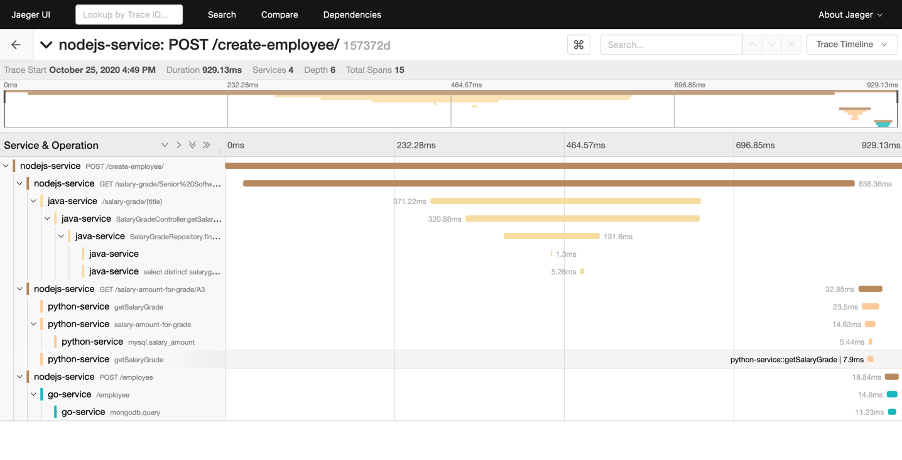 Jaeger UI Lookup by Trace ID... Search Compare Dependencies About Jaeger
nodejs-service: POST /create-employee/ 157372d ⌘ Search... Trace Timeline
Trace Start October 25, 2020 4:49 PM Duration 929.13ms Services 4 Depth 6 Total Spans 15
0ms 232.28ms 464.57ms 696.85ms 929.13ms
Service & Operation 0ms 232.28ms 464.57ms 696.85ms 929.13ms
nodejs-service POST /create-employee/
nodejs-service GET /salary-grade/Senior%20Softw... 838.36ms
java-service /salary-grade/{title} 371.22ms
java-service SalaryGradeController.getSalar... 320.88ms
java-service SalaryGradeRepository.fin... 131.6ms
java-service 1.3ms
java-service select distinct salaryg... 5.26ms
nodejs-service GET /salary-amount-for-grade/A3 32.85ms
python-service getSalaryGrade 23.5ms
python-service salary-amount-for-grade 14.63ms
python-service mysql.salary_amount 5.44ms
python-service getSalaryGrade python-service::getSalaryGrade | 7.9ms
nodejs-service POST /employee 18.84ms
go-service /employee 14.6ms
go-service mongodb.query 11.23ms